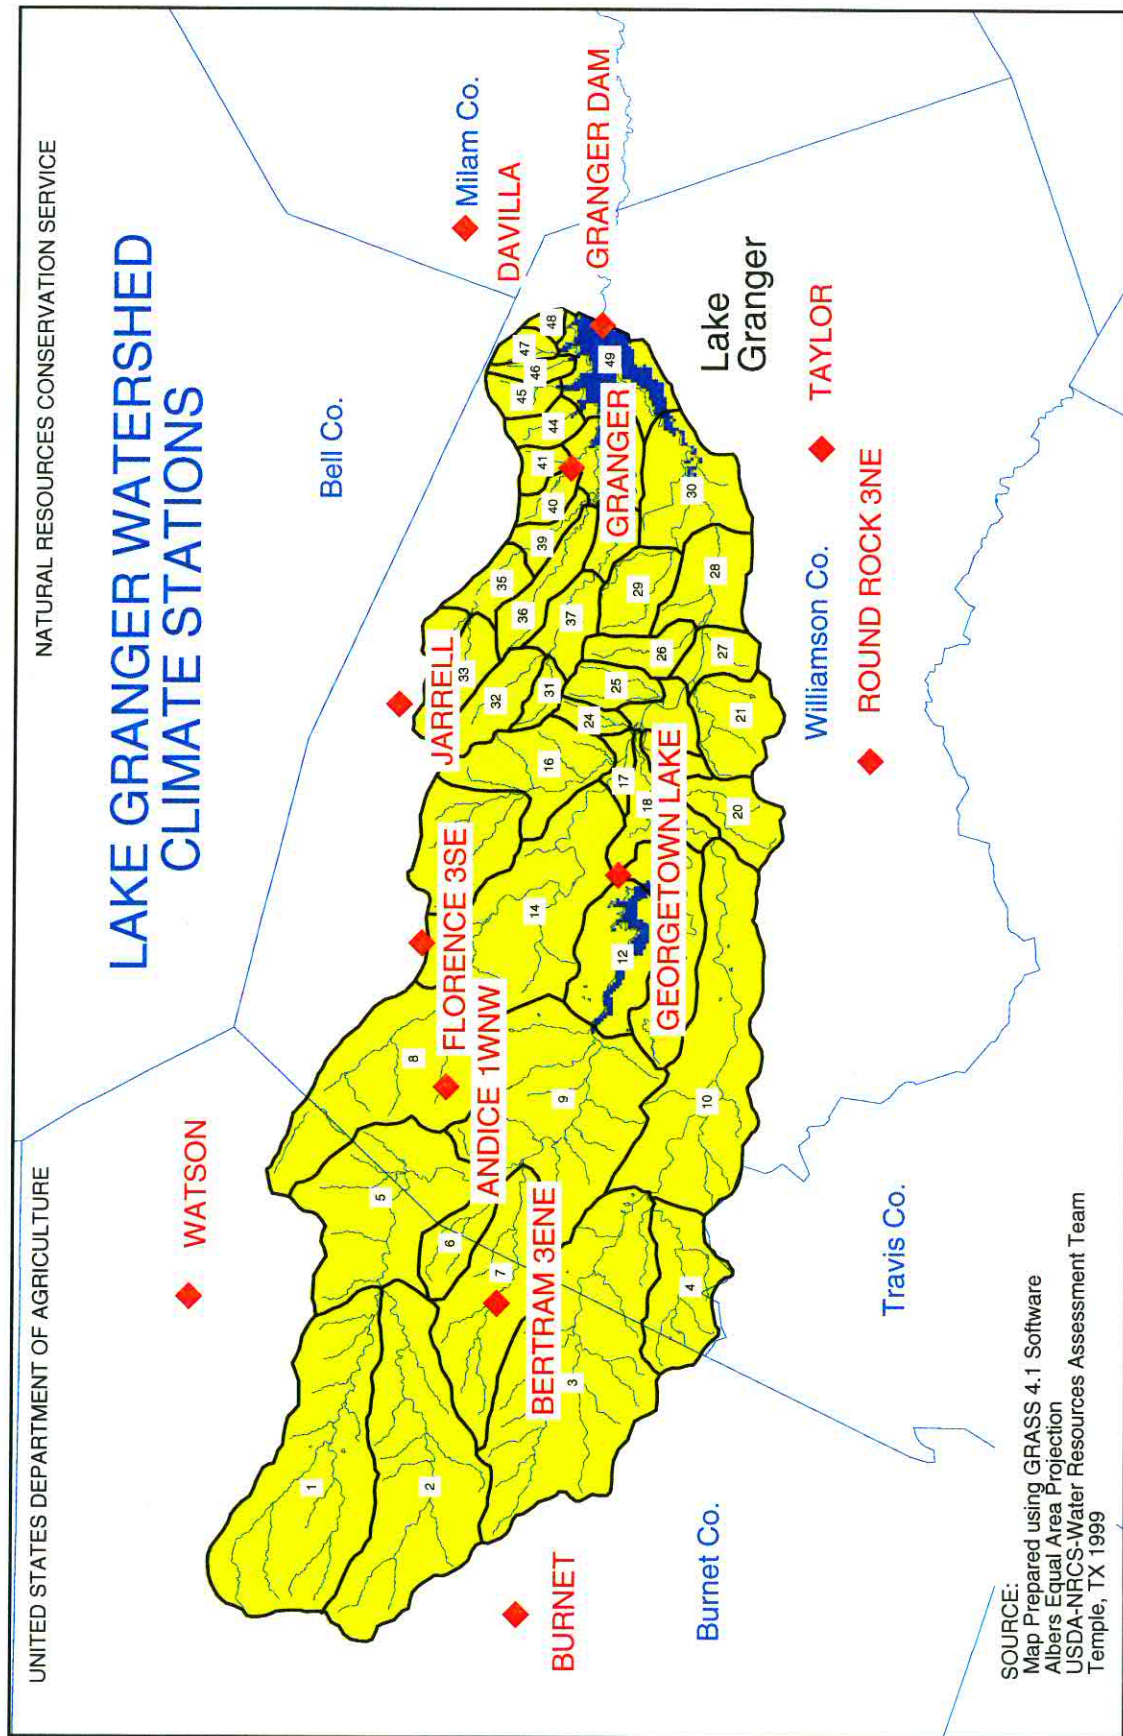 UNITED STATES DEPARTMENT OF AGRICULTURE
NATURAL RESOURCES CONSERVATION SERVICE
LAKE GRANGER WATERSHED
CLIMATE STATIONS
WATSON
Bell Co.
Milam Co.
DAVILLA
JARRELL
FLORENCE 3SE
ANDICE 1WNW
BERTRAM 3ENE
BURNET
GEORGETOWN LAKE
GRANGER
GRANGER DAM
Lake
Granger
TAYLOR
ROUND ROCK 3NE
Williamson Co.
Travis Co.
Burnet Co.
1
2
3
4
5
6
7
8
9
10
12
14
16
17
18
20
21
24
25
26
27
28
29
30
31
32
33
35
36
37
39
40
41
44
45
46
47
48
49
SOURCE:
Map Prepared using GRASS 4.1 Software
Albers Equal Area Projection
USDA-NRCS-Water Resources Assessment Team
Temple, TX 1999